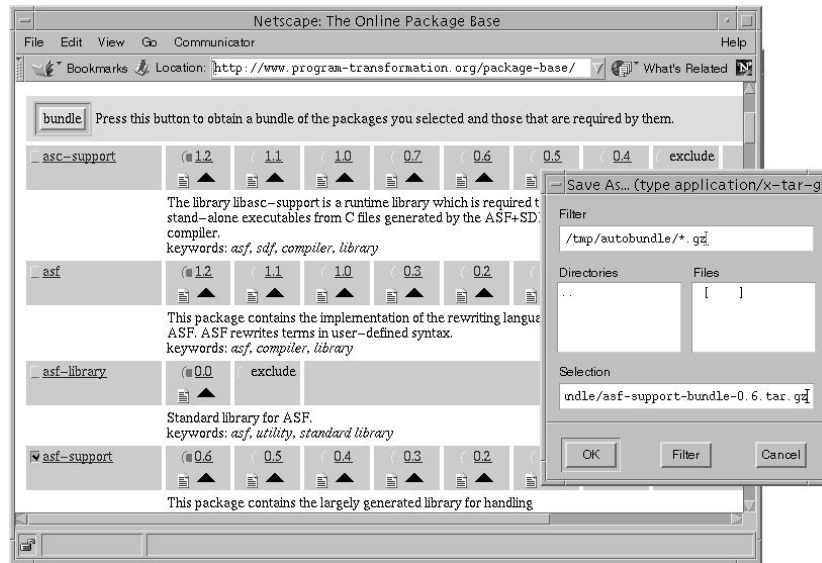 Netscape: The Online Package Base
File Edit View Go Communicator Help
Bookmarks Location: http://www.program-transformation.org/package-base/ What's Related N
bundle Press this button to obtain a bundle of the packages you selected and those that are required by them.
asc-support 1.2 1.1 1.0 0.7 0.6 0.5 0.4 exclude
The library libasc-support is a runtime library which is required t
stand-alone executables from C files generated by the ASF+SD
compiler.
keywords: asf, sdf, compiler, library
asf 1.2 1.1 1.0 0.3 0.2
This package contains the implementation of the rewriting langua
ASF. ASF rewrites terms in user-defined syntax.
keywords: asf, compiler, library
asf-library 0.0 exclude
Standard library for ASF.
keywords: asf, utility, standard library
asf-support 0.6 0.5 0.4 0.3 0.2
This package contains the largely generated library for handling
Save As... (type application/x-tar-g
Filter
/tmp/autobundle/*.gz
Directories Files
.. [ ]
Selection
undle/asf-support-bundle-0.6.tar.gz
OK Filter Cancel